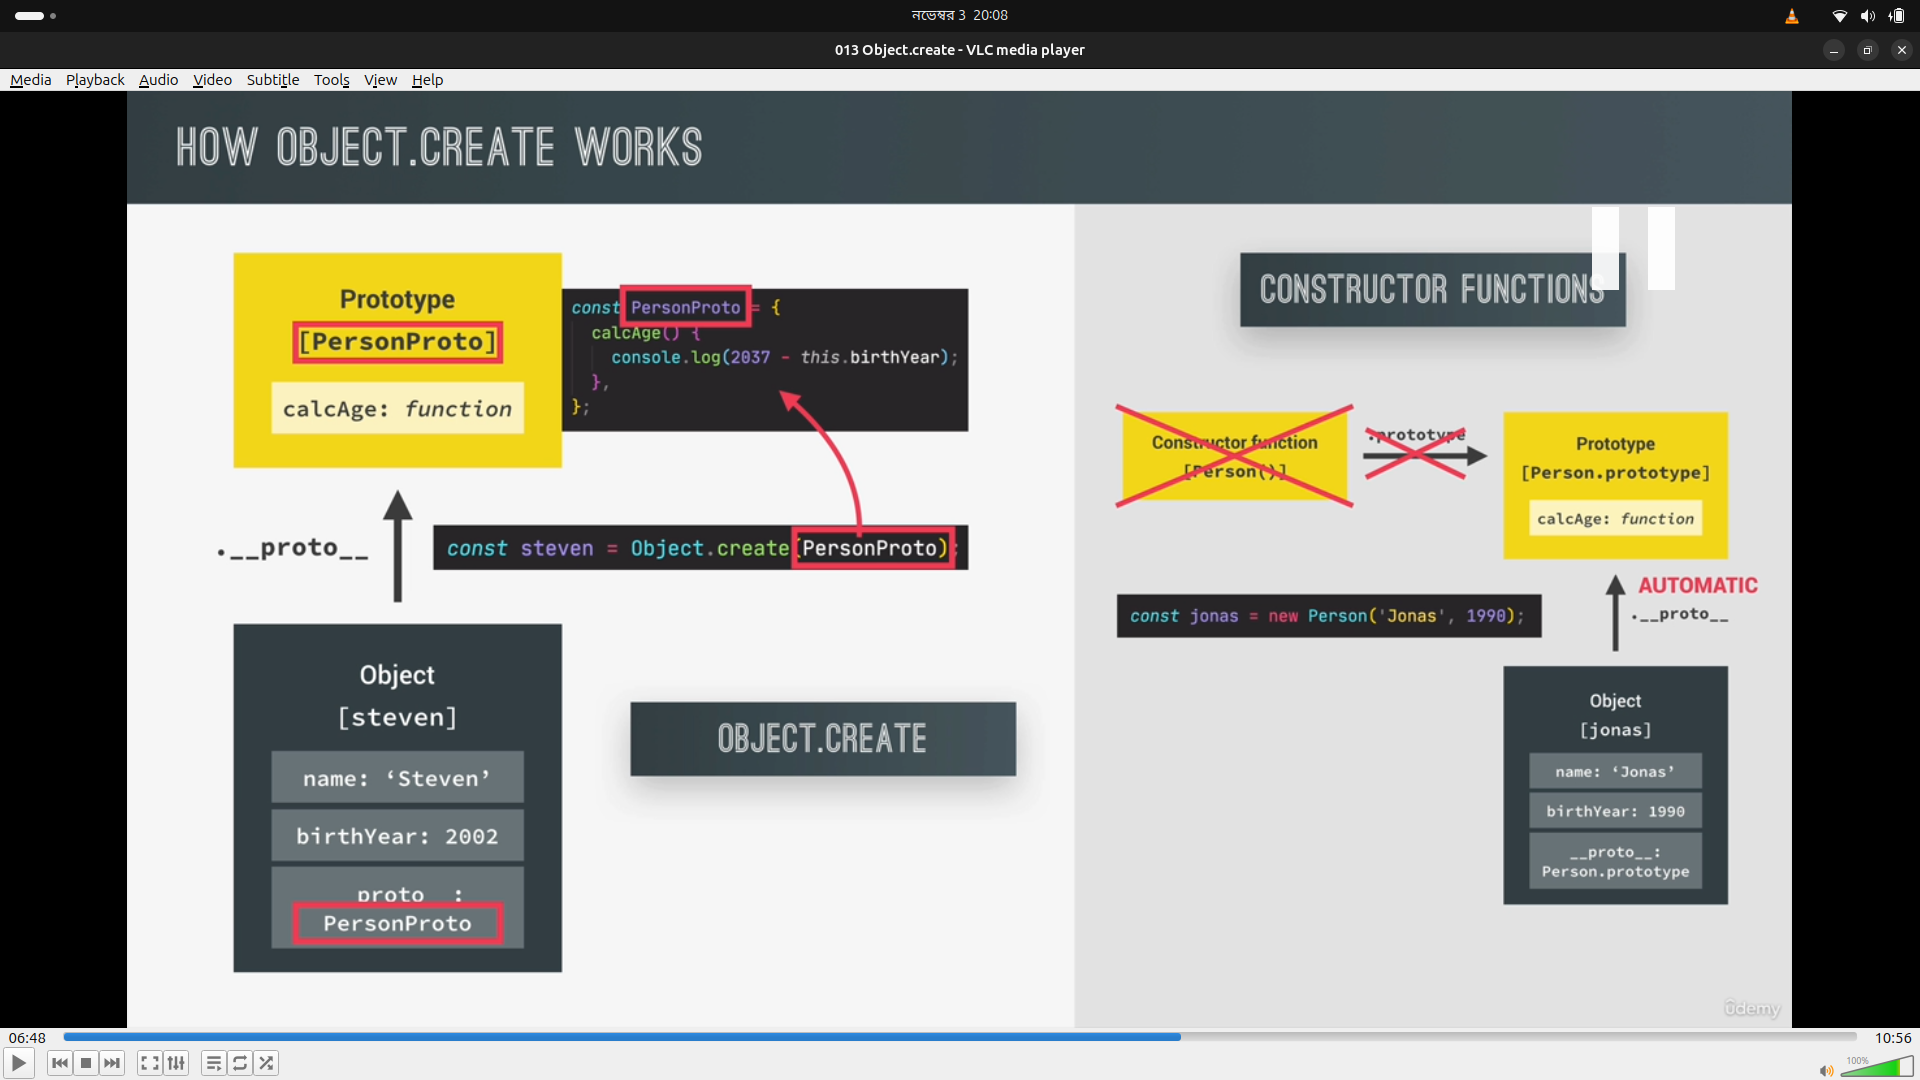 নভেম্বর 3 20:08
013 Object.create - VLC media player
Media Playback Audio Video Subtitle Tools View Help
HOW OBJECT.CREATE WORKS
Prototype
[PersonProto]
calcAge: function
const PersonProto = {
calcAge() {
console.log(2037 - this.birthYear);
},
};
.__proto__
const steven = Object.create(PersonProto);
Object
[steven]
name: ‘Steven’
birthYear: 2002
__proto__:
PersonProto
OBJECT.CREATE
CONSTRUCTOR FUNCTIONS
Constructor function
[Person()]
.prototype
Prototype
[Person.prototype]
calcAge: function
const jonas = new Person('Jonas', 1990);
AUTOMATIC
.__proto__
Object
[jonas]
name: ‘Jonas’
birthYear: 1990
__proto__:
Person.prototype
ûdemy
06:48
10:56
100%